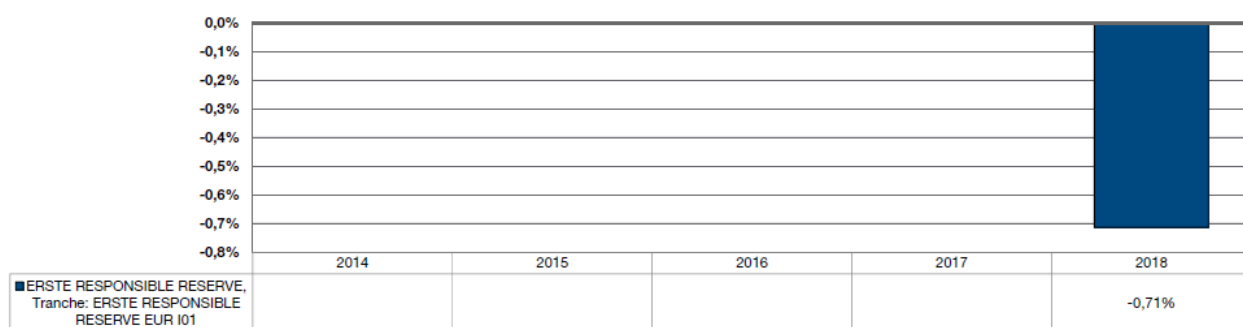 0,0%
-0,1%
-0,2%
-0,3%
-0,4%
-0,5%
-0,6%
-0,7%
-0,8%
2014 2015 2016 2017 2018
ERSTE RESPONSIBLE RESERVE,
Tranche: ERSTE RESPONSIBLE
RESERVE EUR I01
-0,71%